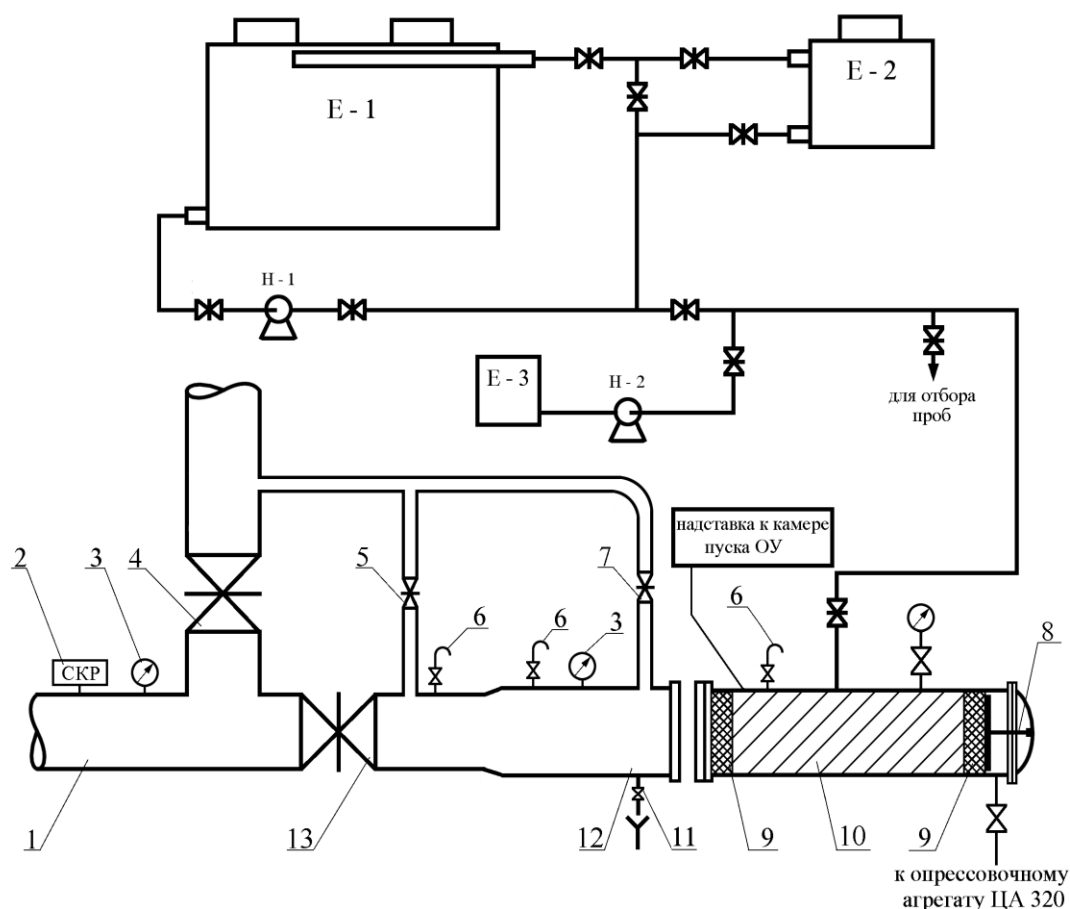 E - 1
E - 2
Н - 1
E - 3
Н - 2
для отбора
проб
надставка к камере
пуска ОУ
2
3
4
5
6
6
3
7
6
8
СКР
1
13
12
11
9
10
9
к опрессовочному
агрегату ЦА 320